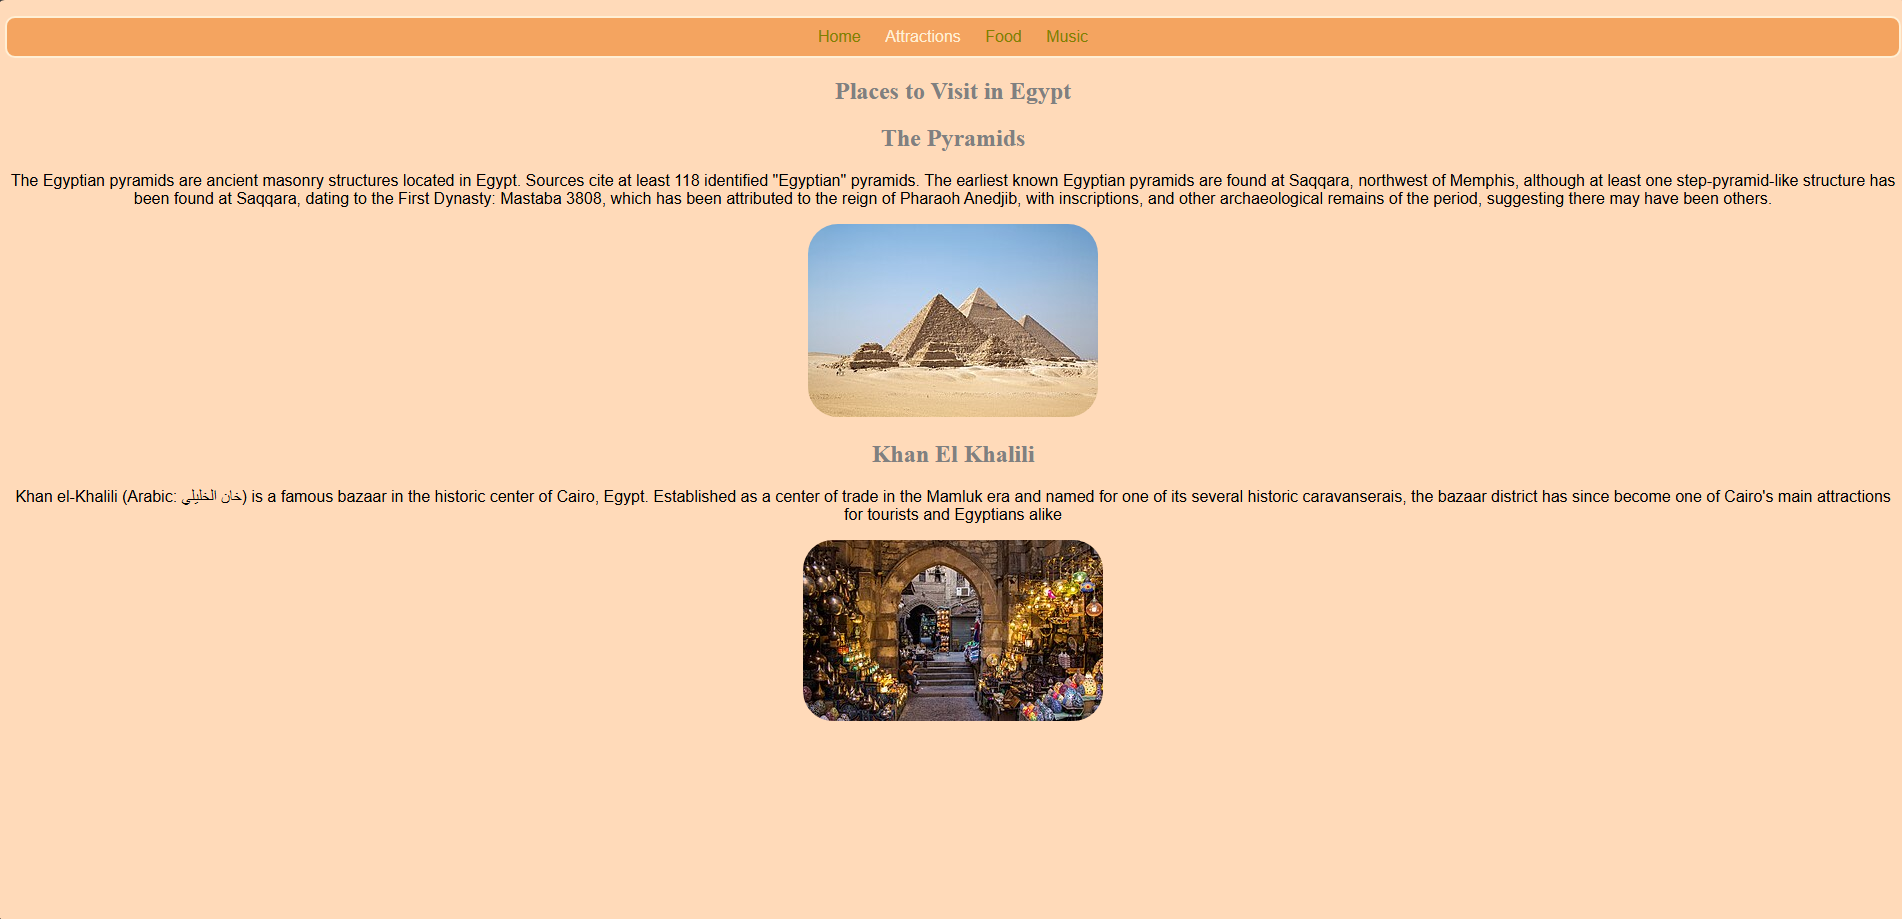 Home Attractions Food Music
Places to Visit in Egypt
The Pyramids
The Egyptian pyramids are ancient masonry structures located in Egypt. Sources cite at least 118 identified "Egyptian" pyramids. The earliest known Egyptian pyramids are found at Saqqara, northwest of Memphis, although at least one step-pyramid-like structure has
been found at Saqqara, dating to the First Dynasty: Mastaba 3808, which has been attributed to the reign of Pharaoh Anedjib, with inscriptions, and other archaeological remains of the period, suggesting there may have been others.
Khan El Khalili
Khan el-Khalili (Arabic: خان الخليلي) is a famous bazaar in the historic center of Cairo, Egypt. Established as a center of trade in the Mamluk era and named for one of its several historic caravanserais, the bazaar district has since become one of Cairo's main attractions
for tourists and Egyptians alike